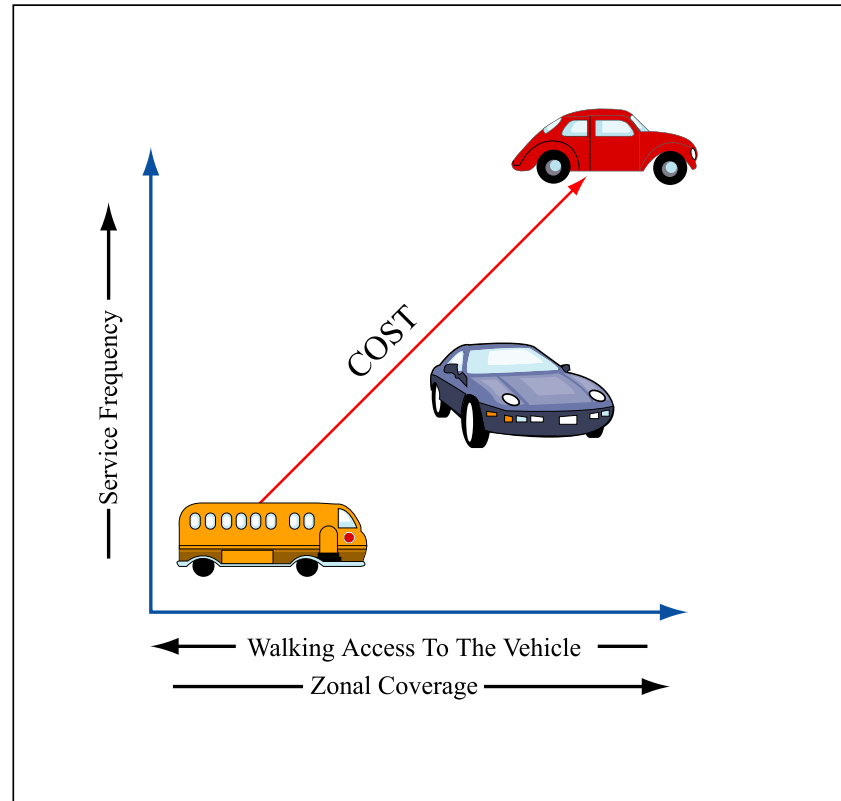 COST
Service Frequency
Walking Access To The Vehicle
Zonal Coverage